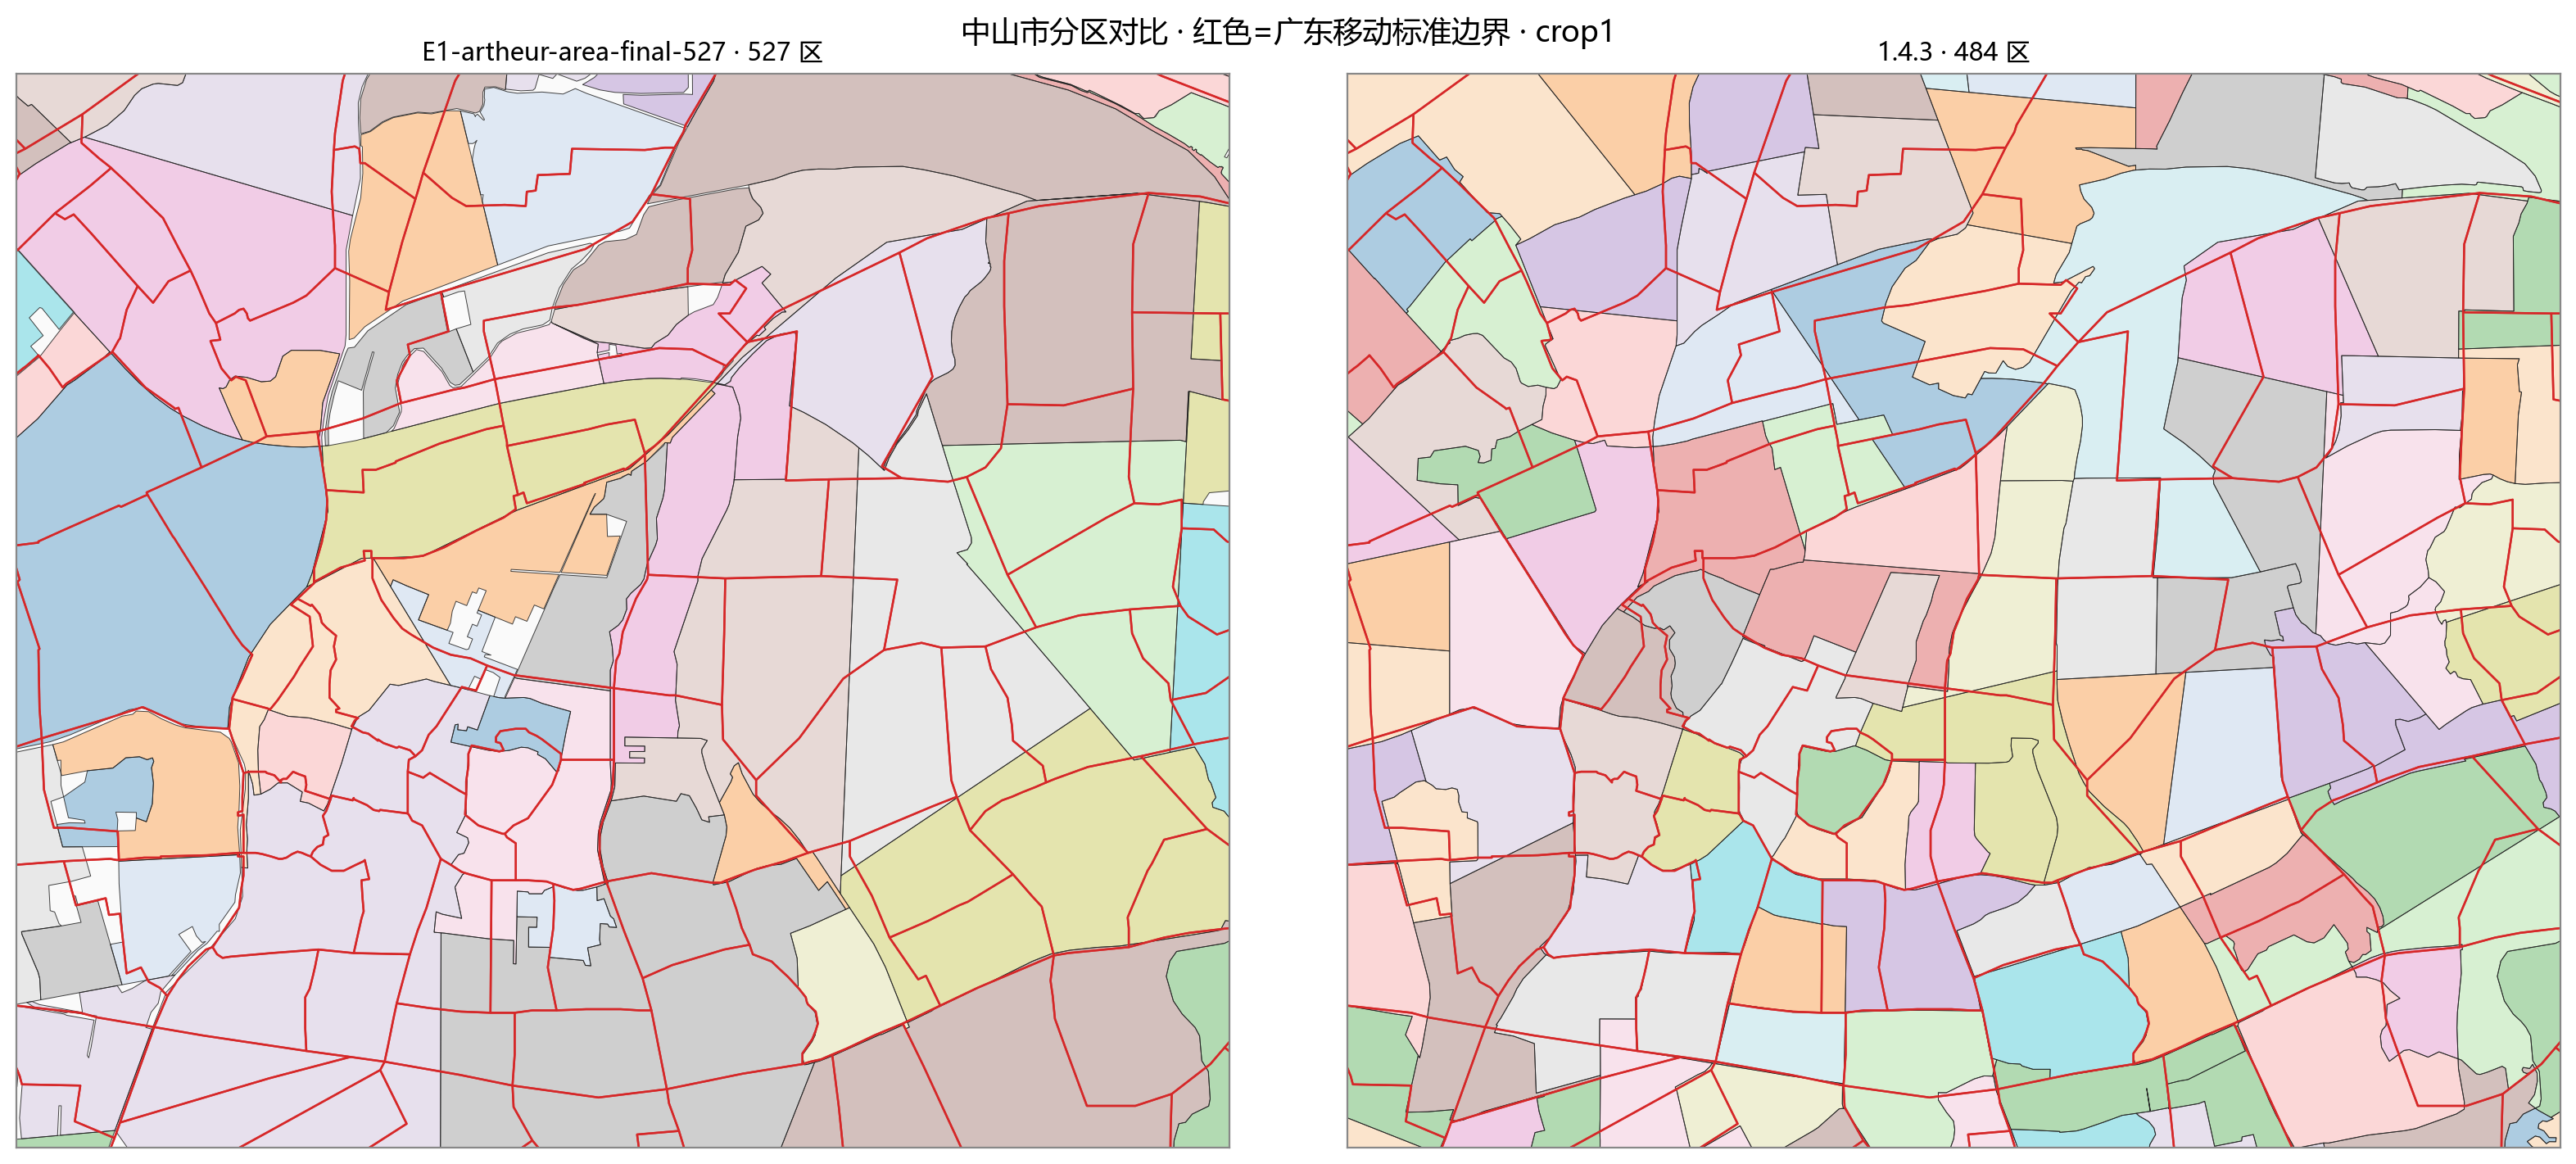 中山市分区对比 · 红色=广东移动标准边界 · crop1
E1-artheur-area-final-527 · 527 区
1.4.3 · 484 区